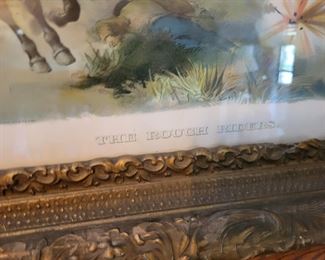 THE ROUGH RIDERS.